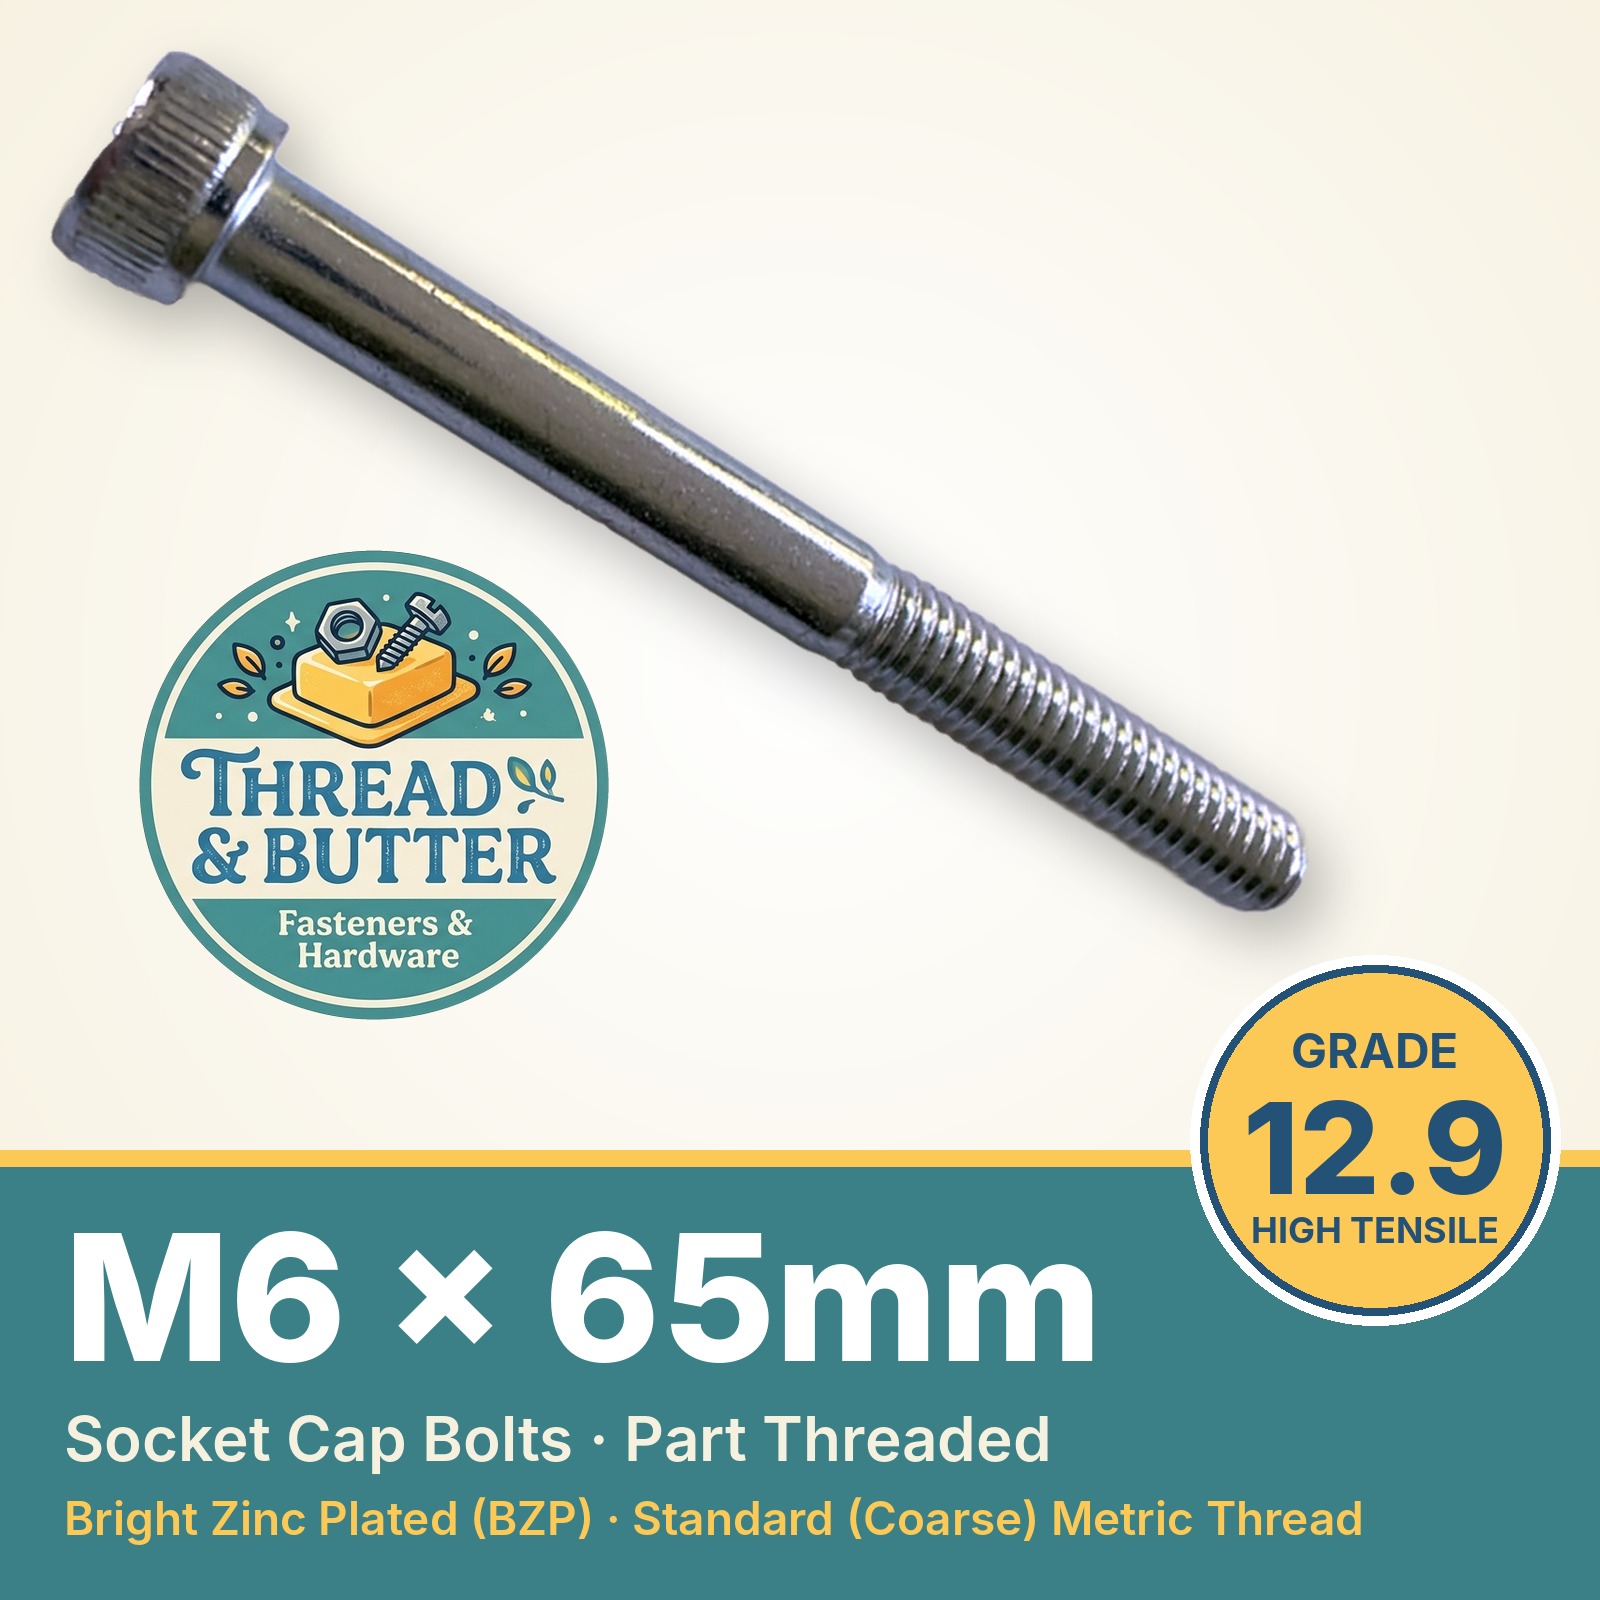 THREAD
& BUTTER
Fasteners &
Hardware
GRADE
12.9
HIGH TENSILE
M6 × 65mm
Socket Cap Bolts · Part Threaded
Bright Zinc Plated (BZP) · Standard (Coarse) Metric Thread